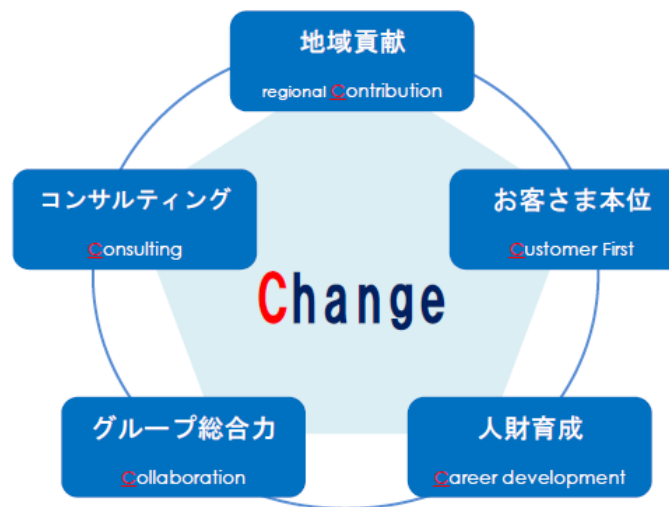 地域貢献
regional Contribution
コンサルティング
Consulting
お客さま本位
Customer First
Change
グループ総合力
Collaboration
人財育成
Career development